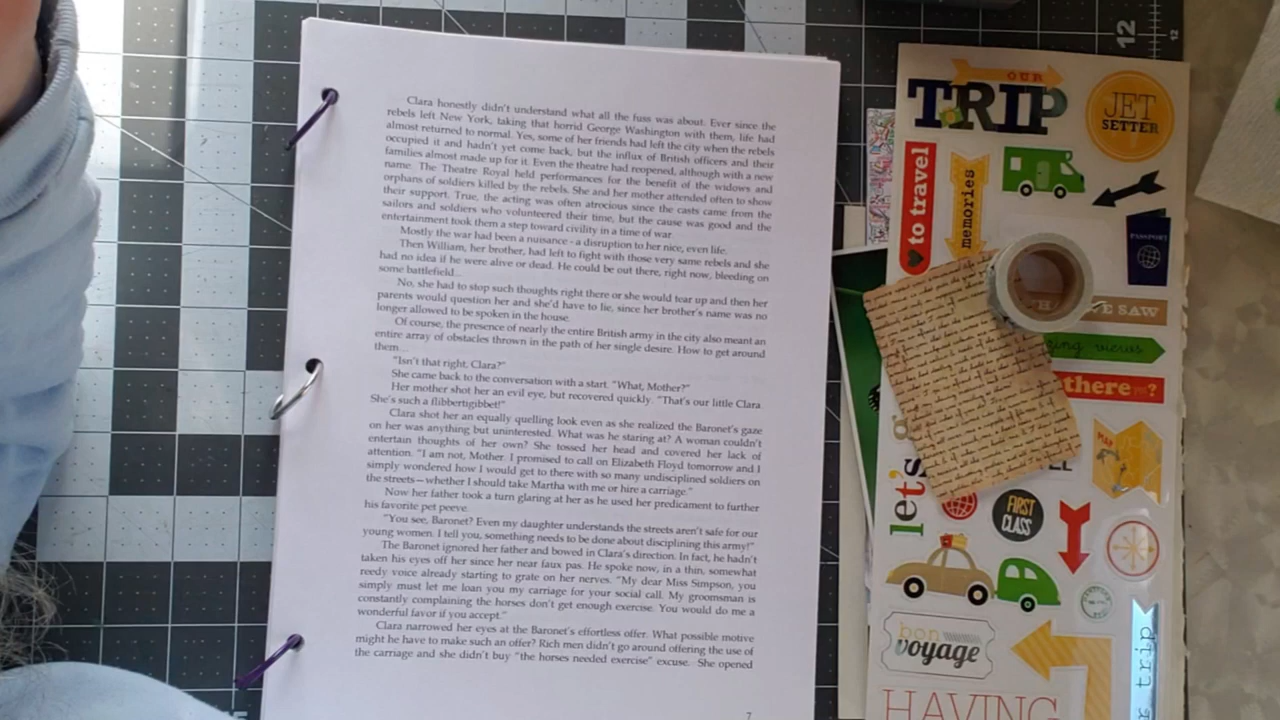 Clara honestly didn't understand what all the fuss was about. Ever since the
rebels left New York, taking that horrid George Washington with them, life had
almost returned to normal. Yes, some of her friends had left the city when the rebels
occupied it and hadn't yet come back, but the influx of British officers and their
families almost made up for it. Even the theatre had reopened, although with a new
name. The Theatre Royal held performances for the benefit of the widows and
orphans of soldiers killed by the rebels. She and her mother attended often to show
their support. True, the acting was often atrocious since the casts came from the
sailors and soldiers who volunteered their time, but the cause was good and the
entertainment took them a step toward civility in a time of war.
Mostly the war had been a nuisance - a disruption to her nice, even life.
Then William, her brother, had left to fight with those very same rebels and she
had no idea if he were alive or dead. He could be out there, right now, bleeding on
some battlefield...
No, she had to stop such thoughts right there or she would tear up and then her
parents would question her and she'd have to lie, since her brother's name was no
longer allowed to be spoken in the house.
Of course, the presence of nearly the entire British army in the city also meant an
entire array of obstacles thrown in the path of her single desire. How to get around
them...
"Isn't that right, Clara?"
She came back to the conversation with a start. "What, Mother?"
Her mother shot her an evil eye, but recovered quickly. "That's our little Clara.
She's such a flibbertigibbet!"
Clara shot her an equally quelling look even as she realized the Baronet's gaze
on her was anything but uninterested. What was he staring at? A woman couldn't
entertain thoughts of her own? She tossed her head and covered her lack of
attention. "I am not, Mother. I promised to call on Elizabeth Floyd tomorrow and I
simply wondered how I would get to there with so many undisciplined soldiers on
the streets—whether I should take Martha with me or hire a carriage."
Now her father took a turn glaring at her as he used her predicament to further
his favorite pet peeve.
"You see, Baronet? Even my daughter understands the streets aren't safe for our
young women. I tell you, something needs to be done about disciplining this army!"
The Baronet ignored her father and bowed in Clara's direction. In fact, he hadn't
taken his eyes off her since her near faux pas. He spoke now, in a thin, somewhat
reedy voice already starting to grate on her nerves. "My dear Miss Simpson, you
simply must let me loan you my carriage for your social call. My groomsman is
constantly complaining the horses don't get enough exercise. You would do me a
wonderful favor if you accept."
Clara narrowed her eyes at the Baronet's effortless offer. What possible motive
might he have to make such an offer? Rich men didn't go around offering the use of
the carriage and she didn't buy "the horses needed exercise" excuse. She opened
7
12
12
OUR
TRIP
JET
SETTER
to travel
memories
PASSPORT
WE SAW
views
there
?
MAP
let's
FIRST
CLASS
bon
voyage
trip
HAVING